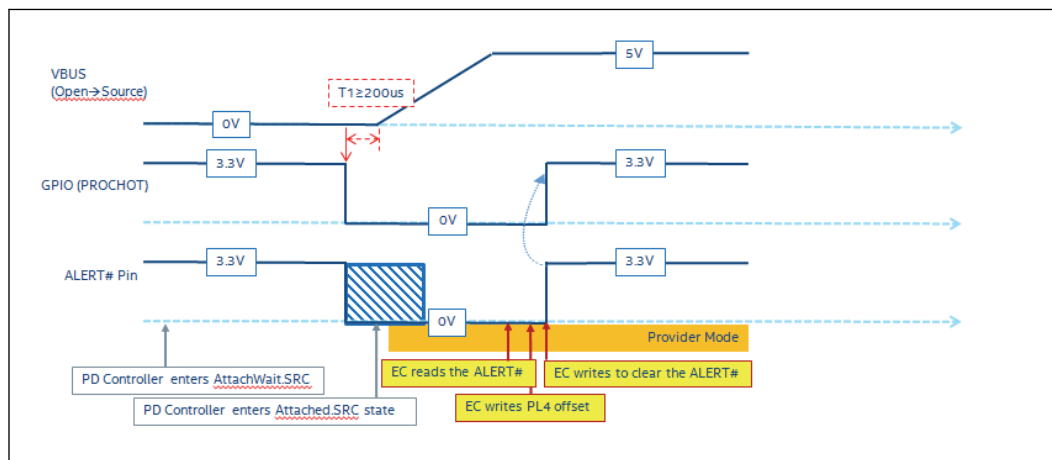 5V
VBUS
(Open→Source)
T1≥200us
0V
3.3V
3.3V
GPIO (PROCHOT)
0V
3.3V
3.3V
ALERT# Pin
0V
Provider Mode
EC reads the ALERT#
EC writes to clear the ALERT#
PD Controller enters AttachWait.SRC
PD Controller enters Attached.SRC state
EC writes PL4 offset